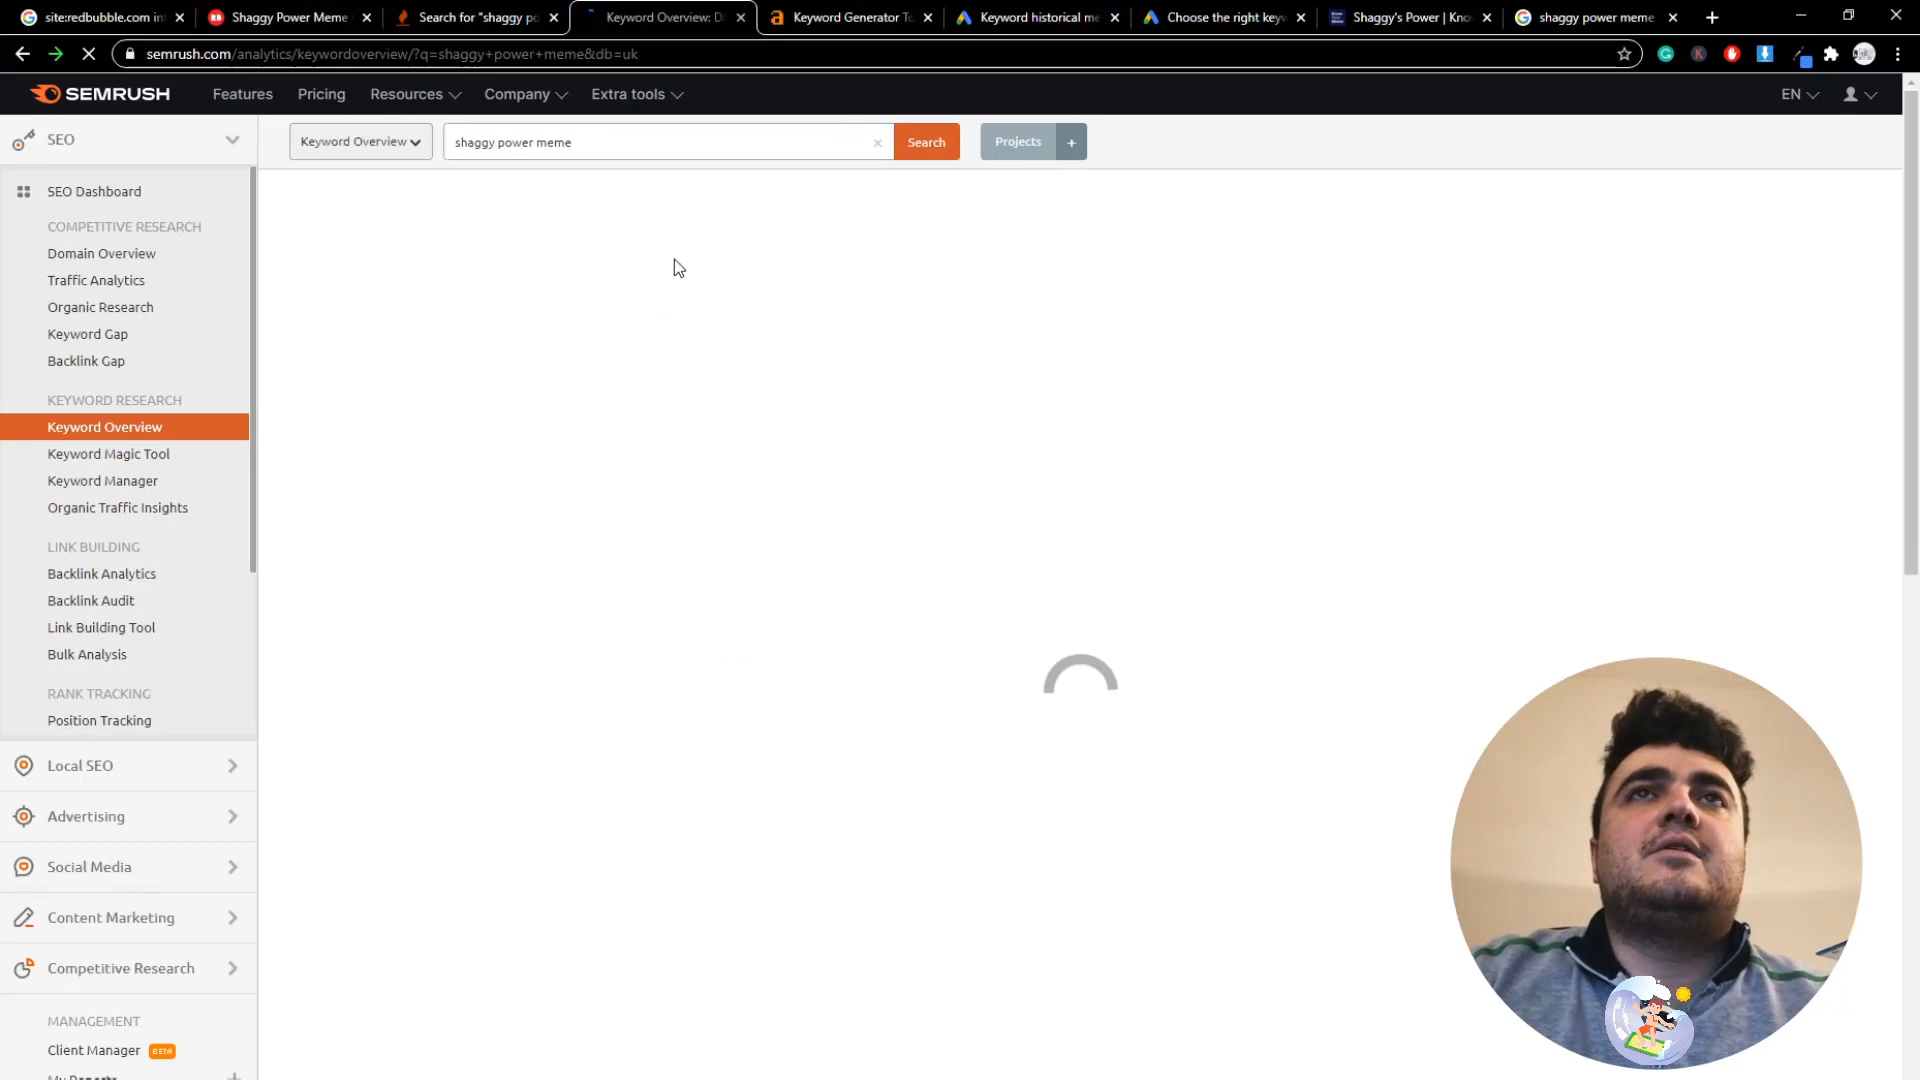 site:redbubble.com in
Shaggy Power Meme
Search for "shaggy po
Keyword Overview: D
Keyword Generator To
Keyword historical me
Choose the right keyw
Shaggy's Power | Kno
shaggy power meme
semrush.com/analytics/keywordoverview/?q=shaggy+power+meme&db=uk
SEMRUSH
Features
Pricing
Resources
Company
Extra tools
EN
SEO
Keyword Overview
shaggy power meme
Search
Projects
+
SEO Dashboard
COMPETITIVE RESEARCH
Domain Overview
Traffic Analytics
Organic Research
Keyword Gap
Backlink Gap
KEYWORD RESEARCH
Keyword Overview
Keyword Magic Tool
Keyword Manager
Organic Traffic Insights
LINK BUILDING
Backlink Analytics
Backlink Audit
Link Building Tool
Bulk Analysis
RANK TRACKING
Position Tracking
Local SEO
Advertising
Social Media
Content Marketing
Competitive Research
MANAGEMENT
Client Manager BETA
My Reports